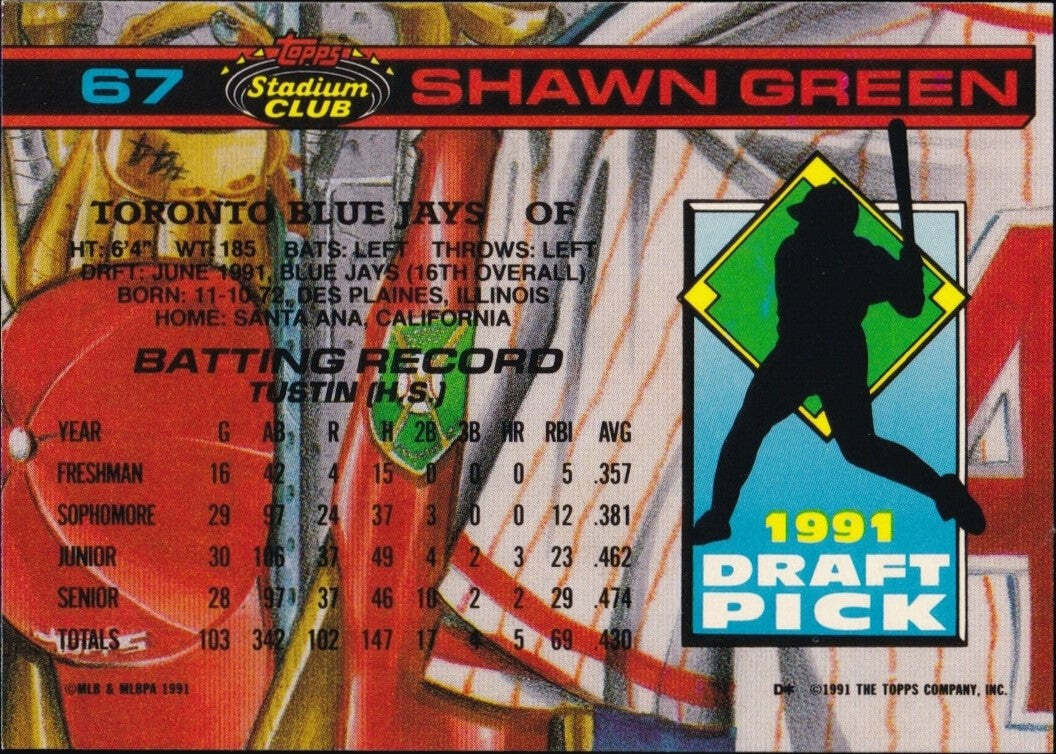 67 Topps Stadium CLUB SHAWN GREEN
TORONTO BLUE JAYS OF
HT: 6'4" WT: 185 BATS: LEFT THROWS: LEFT
DRFT: JUNE 1991, BLUE JAYS (16TH OVERALL)
BORN: 11-10-72, DES PLAINES, ILLINOIS
HOME: SANTA ANA, CALIFORNIA
BATTING RECORD
TUSTIN (H.S.)
YEAR G AB R H 2B 3B HR RBI AVG
FRESHMAN 16 42 4 15 0 0 0 5 .357
SOPHOMORE 29 97 24 37 3 0 0 12 .381
JUNIOR 30 106 37 49 4 2 3 23 .462
SENIOR 28 97 37 46 10 2 2 29 .474
TOTALS 103 342 102 147 17 4 5 69 .430
1991
DRAFT
PICK
©MLB & MLBPA 1991
D* ©1991 THE TOPPS COMPANY, INC.